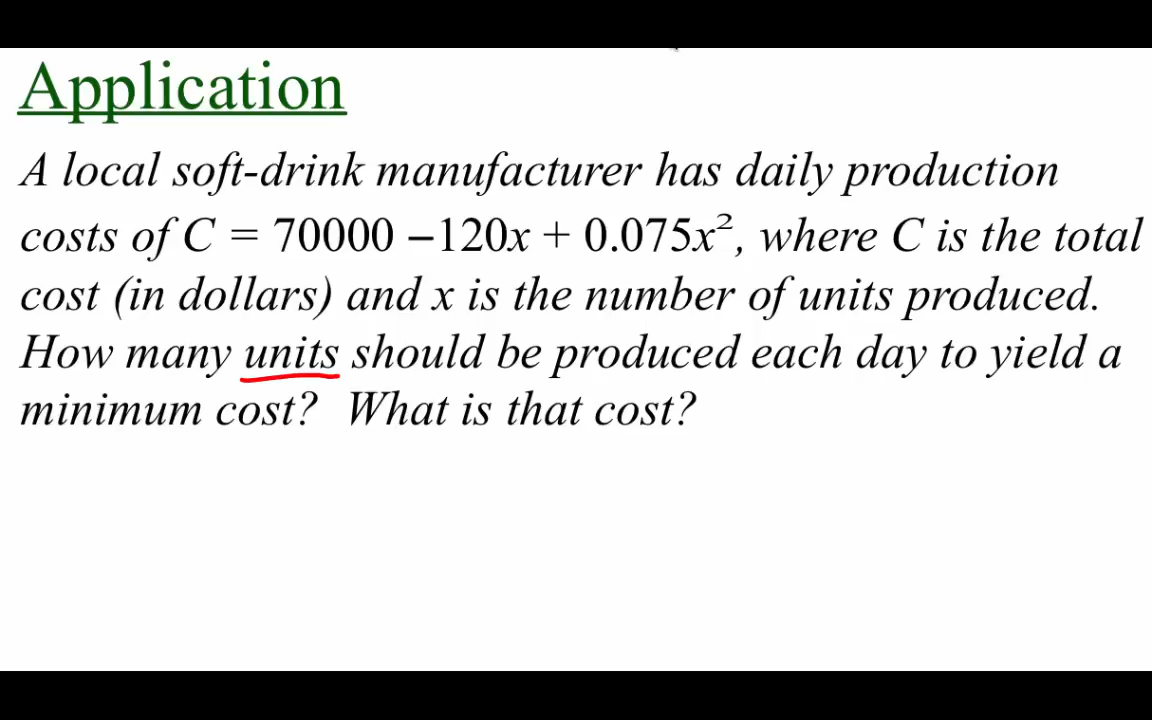 Application
A local soft-drink manufacturer has daily production
costs of C = 70000 –120x + 0.075x², where C is the total
cost (in dollars) and x is the number of units produced.
How many units should be produced each day to yield a
minimum cost? What is that cost?